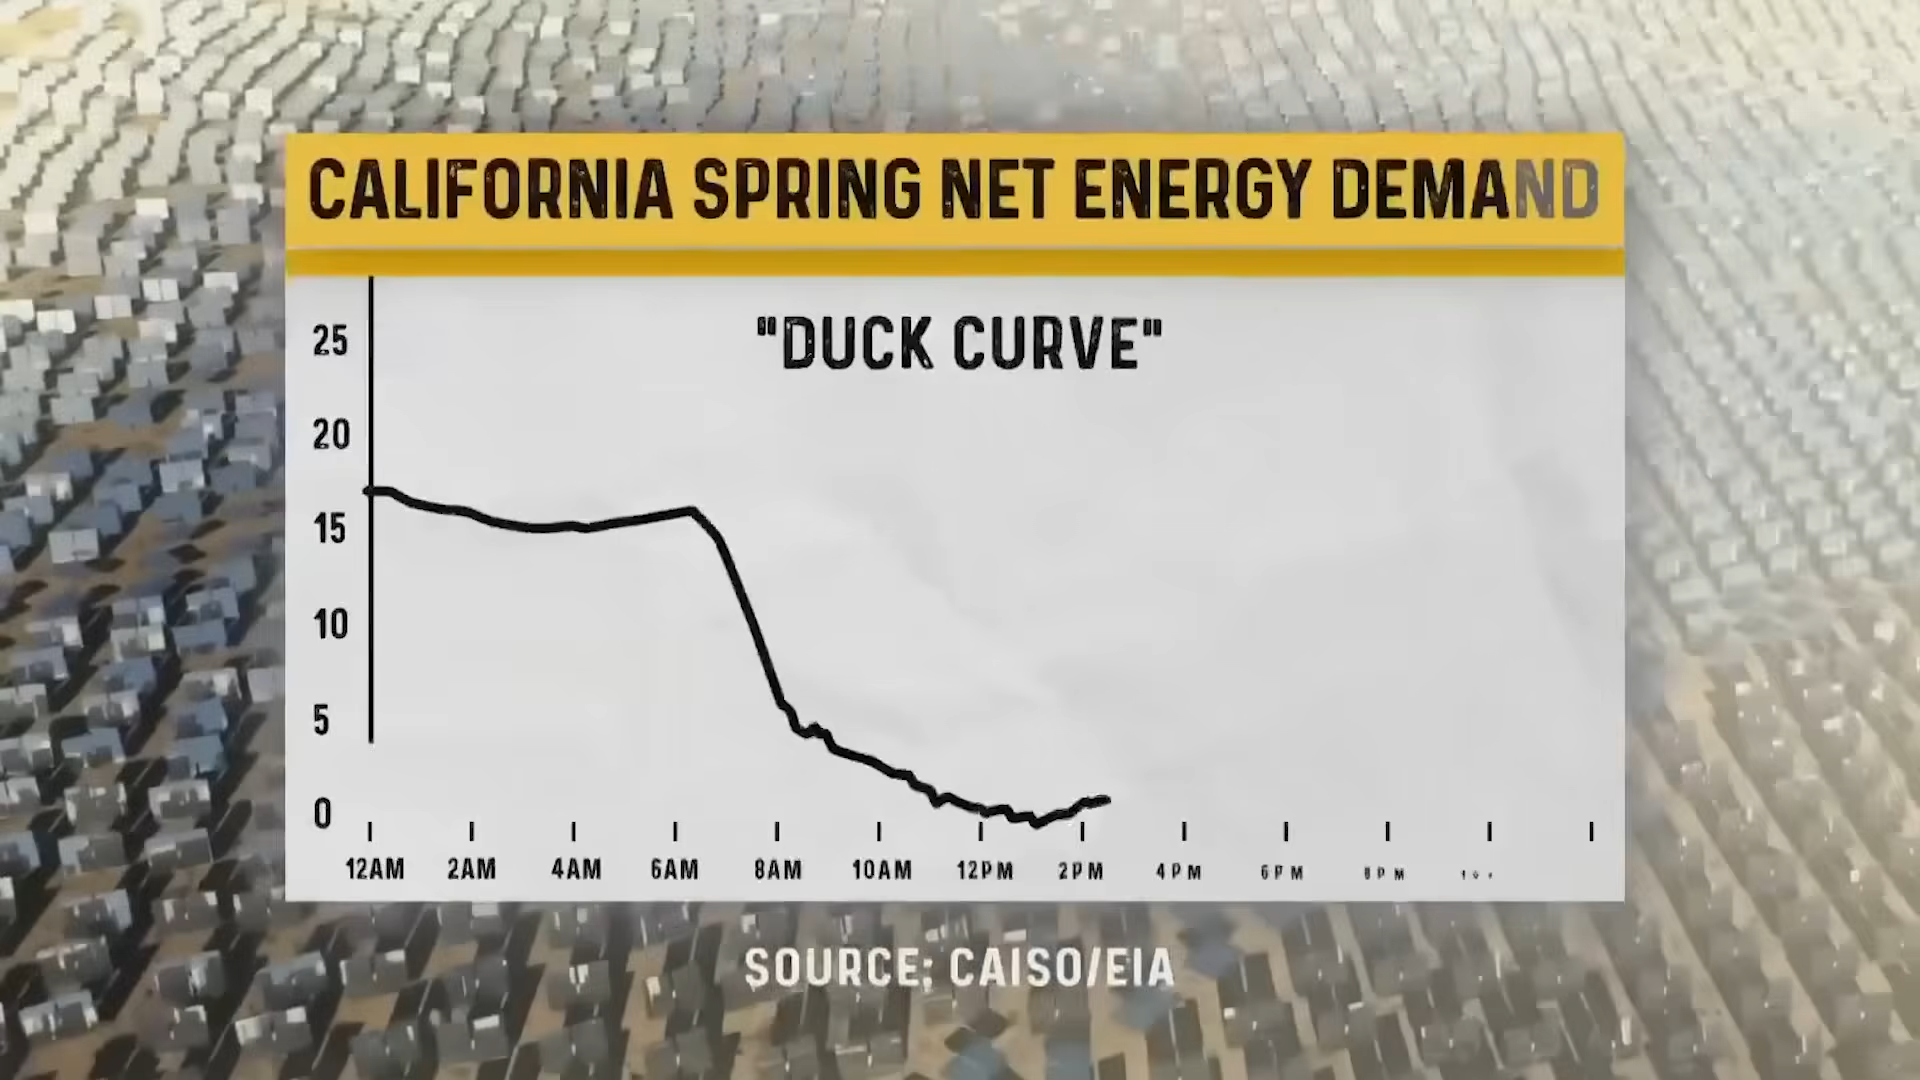 CALIFORNIA SPRING NET ENERGY DEMAND
"DUCK CURVE"
25
20
15
10
5
0
12AM 2AM 4AM 6AM 8AM 10AM 12PM 2PM 4PM 6PM 8PM
SOURCE; CAISO/EIA